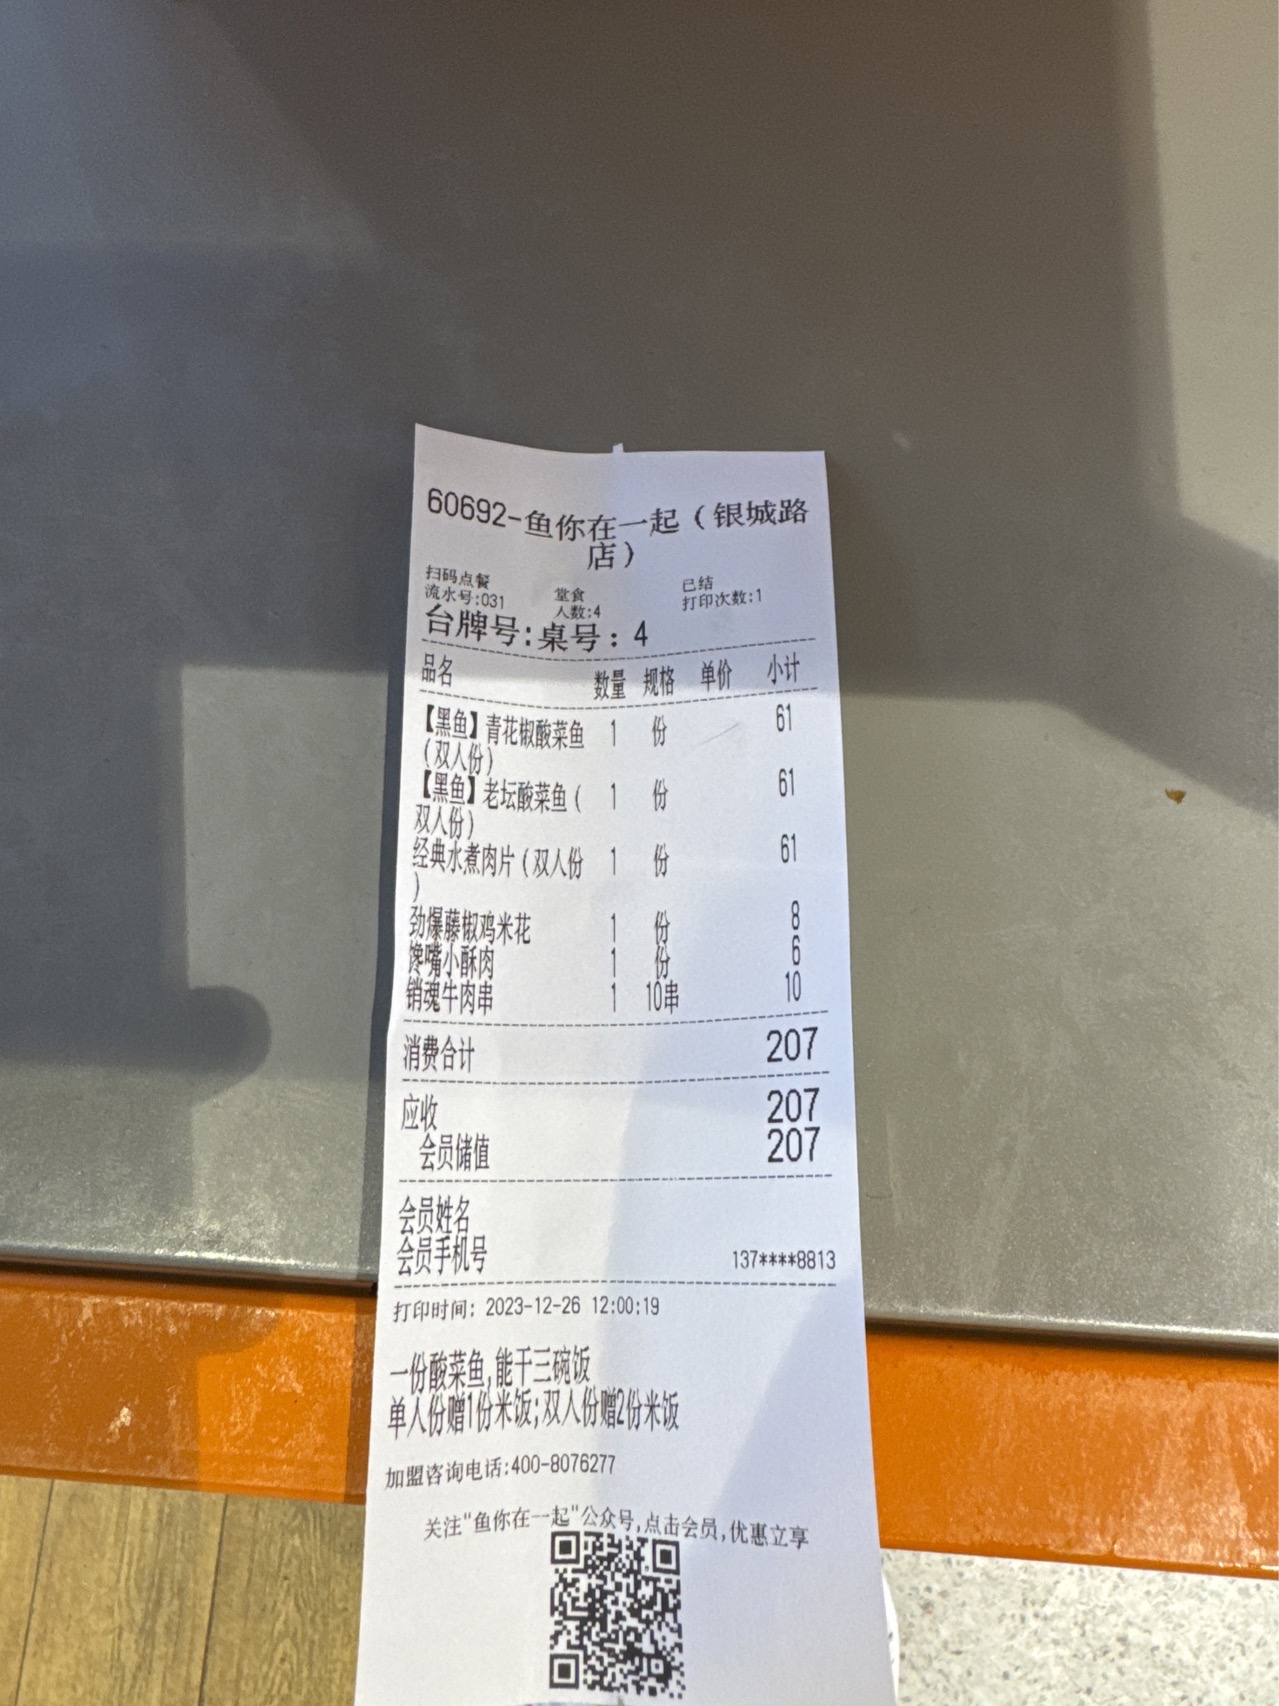 60692-鱼你在一起（银城路
店）
扫码点餐
流水号:031 堂食 已结
人数:4 打印次数:1
台牌号:桌号：4
品名 数量 规格 单价 小计
【黑鱼】青花椒酸菜鱼 1 份 61
（双人份）
【黑鱼】老坛酸菜鱼（ 1 份 61
双人份）
经典水煮肉片（双人份 1 份 61
）
劲爆藤椒鸡米花 1 份 8
馋嘴小酥肉 1 份 6
销魂牛肉串 1 10串 10
消费合计 207
应收 207
会员储值 207
会员姓名
会员手机号 137****8813
打印时间: 2023-12-26 12:00:19
一份酸菜鱼,能干三碗饭
单人份赠1份米饭;双人份赠2份米饭
加盟咨询电话:400-8076277
关注"鱼你在一起"公众号,点击会员,优惠立享